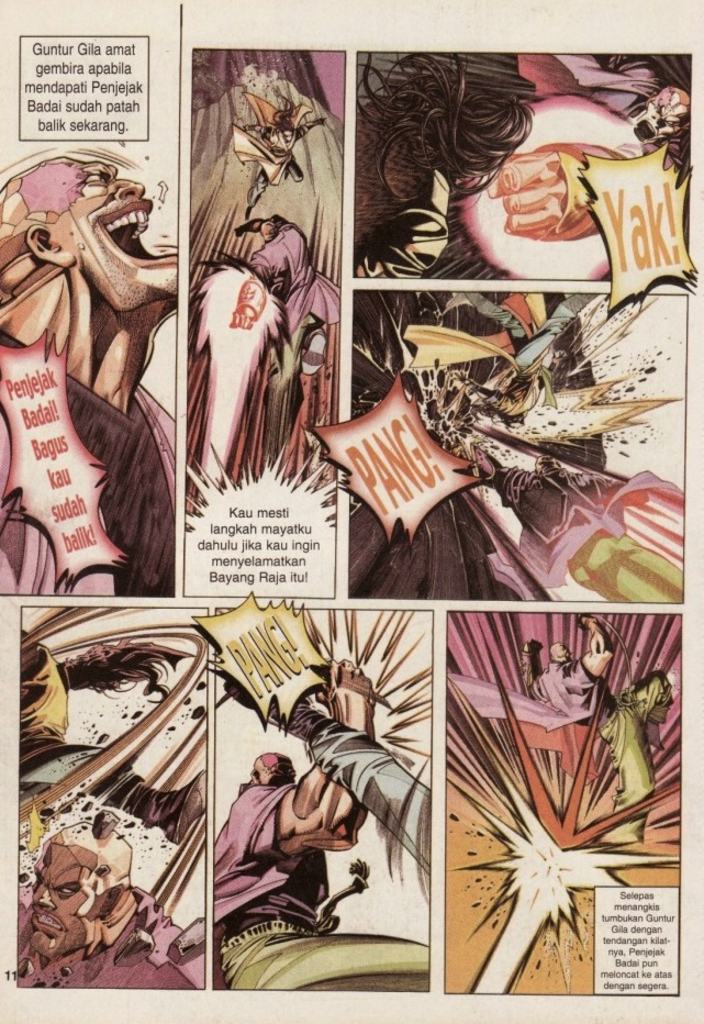 Guntur Gila amat
gembira apabila
mendapati Penjejak
Badai sudah patah
balik sekarang.
Penjejak
Badai!
Bagus
kau
sudah
balik!
Kau mesti
langkah mayatku
dahulu jika kau ingin
menyelamatkan
Bayang Raja itu!
Yak!
PANG!
PANG!
Selepas
menangkis
tumbukan Guntur
Gila dengan
tendangan kilat-
nya, Penjejak
Badai pun
meloncat ke atas
dengan segera.
11